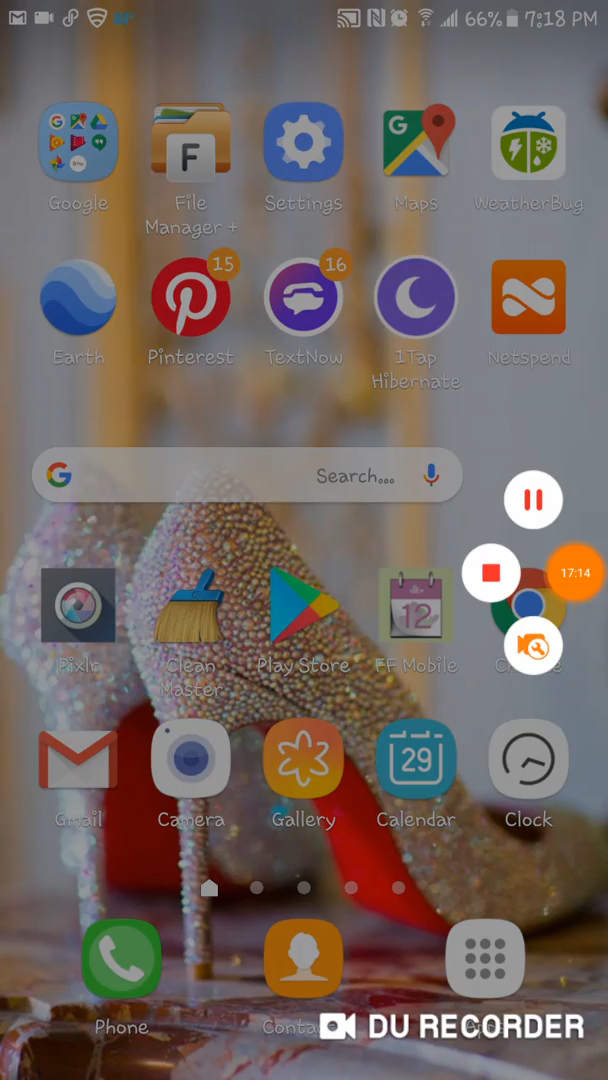 8° 66% 7:18 PM
Google File Manager + Settings Maps WeatherBug
F
G
15 16
Earth Pinterest TextNow 1Tap Hibernate Netspend
Search...
17:14
12
Pixlr Clean Master Play Store FF Mobile
29
Gmail Camera Gallery Calendar Clock
Phone
DU RECORDER